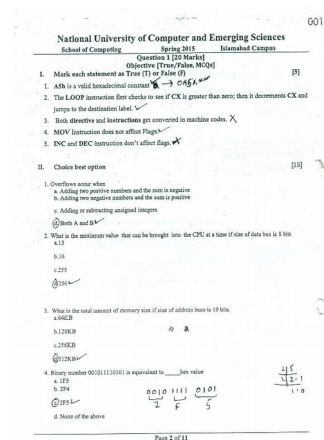 001
National University of Computer and Emerging Sciences
School of Computing Spring 2015 Islamabad Campus
Question 1 [20 Marks]
Objective [True/False, MCQs]
I. Mark each statement as True (T) or False (F) [5]
1. A5h is a valid hexadecimal constant → 0A5h
2. The LOOP instruction first checks to see if CX is greater than zero; then it decrements CX and
jumps to the destination label. ✓
3. Both directive and instructions get converted in machine codes. X
4. MOV Instruction does not affect Flags. ✓
5. INC and DEC instruction don't affect flags. X
II. Choice best option [15]
1. Overflows occur when
a. Adding two positive numbers and the sum is negative
b. Adding two negative numbers and the sum is positive
c. Adding or subtracting unsigned integers
d. Both A and B ✓
2. What is the maximum value that can be brought into the CPU at a time if size of data bus is 8 bits
a.15
b.16
c.255
d.256 ✓
3. What is the total amount of memory size if size of address buss is 19 bits.
a.64KB
b.128KB
c.256KB
d.512KB ✓
4. Binary number 001011110101 is equivalent to ____hex value
a. 1F5
b. 2F4
c. 2F5 ✓
0010 1111 0101
2 F 5
d. None of the above
Page 2 of 11